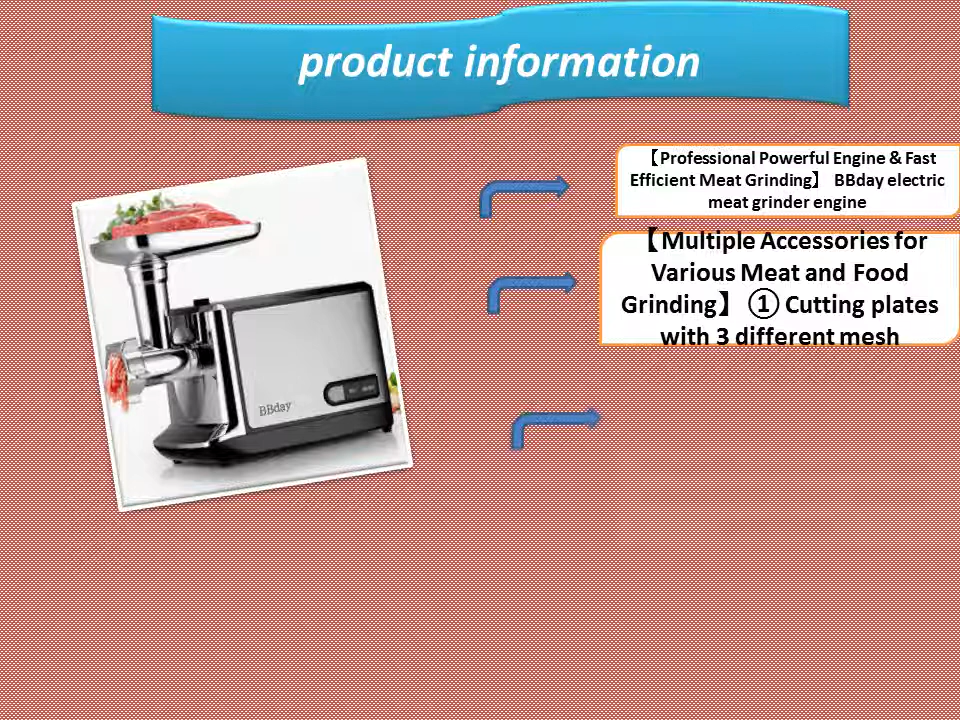 product information
【Professional Powerful Engine & Fast
Efficient Meat Grinding】 BBday electric
meat grinder engine
【Multiple Accessories for
Various Meat and Food
Grinding】 ① Cutting plates
with 3 different mesh
BBday